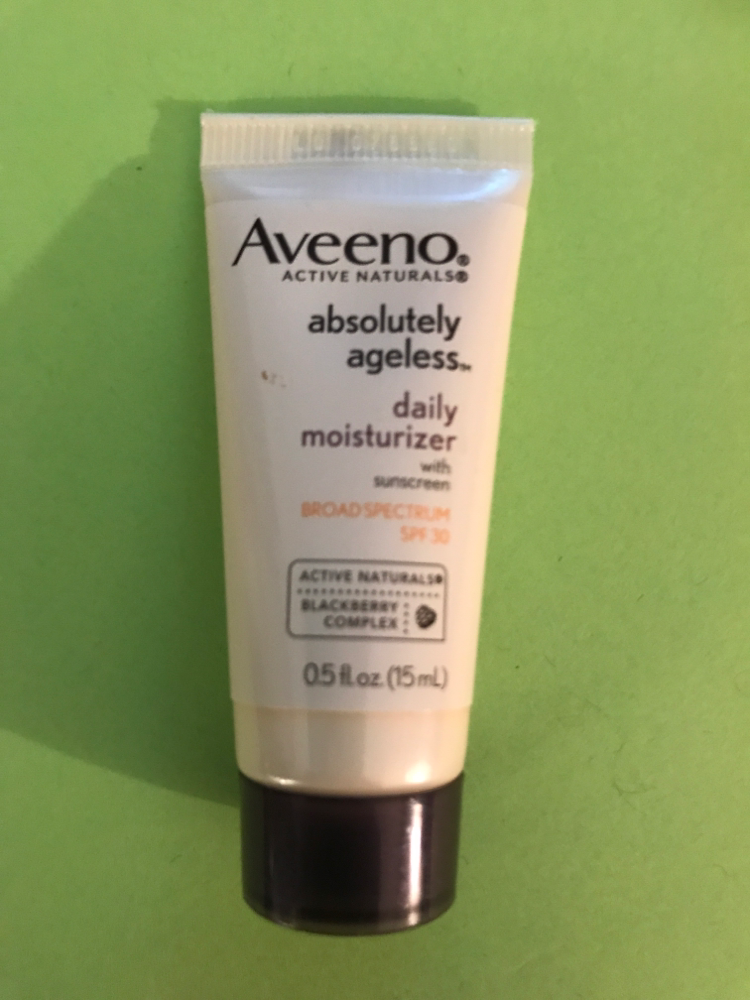 Aveeno®
ACTIVE NATURALS®
absolutely
ageless™
daily
moisturizer
with
sunscreen
BROAD SPECTRUM
SPF 30
ACTIVE NATURALS®
BLACKBERRY
COMPLEX
0.5 fl. oz. (15 mL)